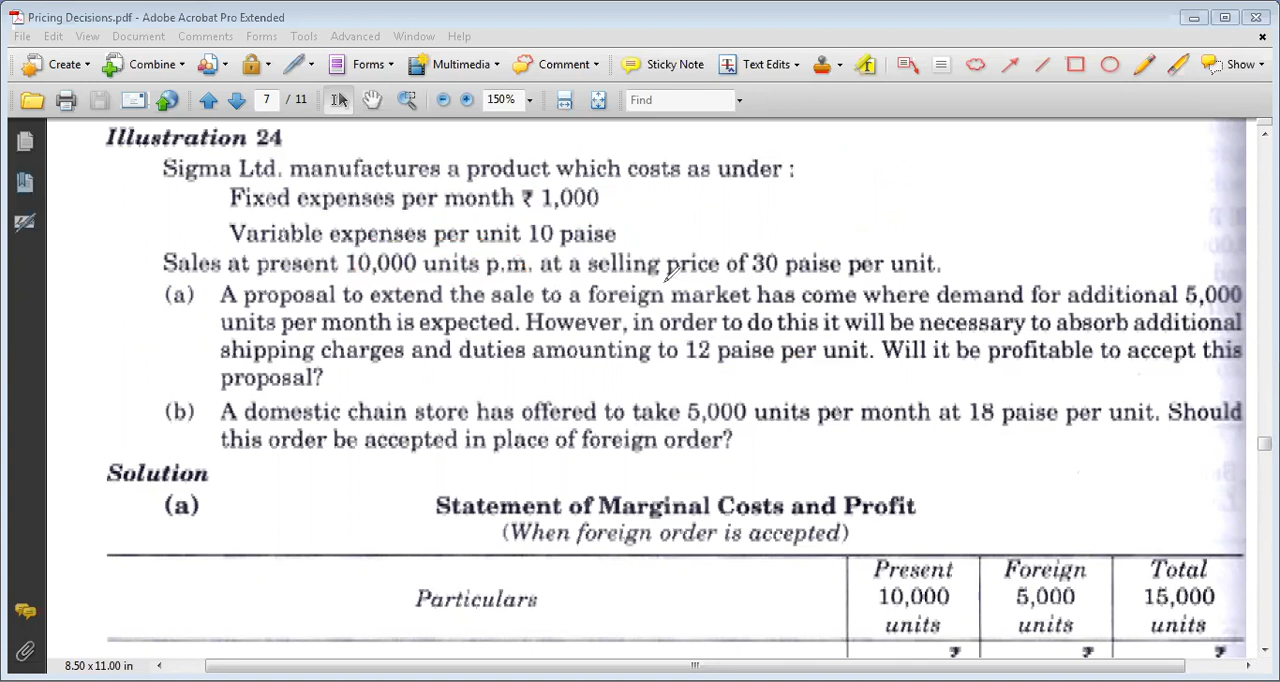 Pricing Decisions.pdf - Adobe Acrobat Pro Extended
File Edit View Document Comments Forms Tools Advanced Window Help
Create Combine Forms Multimedia Comment Sticky Note Text Edits Show
7 / 11 150% Find
Illustration 24
Sigma Ltd. manufactures a product which costs as under :
Fixed expenses per month ₹ 1,000
Variable expenses per unit 10 paise
Sales at present 10,000 units p.m. at a selling price of 30 paise per unit.
(a) A proposal to extend the sale to a foreign market has come where demand for additional 5,000
units per month is expected. However, in order to do this it will be necessary to absorb additional
shipping charges and duties amounting to 12 paise per unit. Will it be profitable to accept this
proposal?
(b) A domestic chain store has offered to take 5,000 units per month at 18 paise per unit. Should
this order be accepted in place of foreign order?
Solution
(a) Statement of Marginal Costs and Profit
(When foreign order is accepted)
Particulars
Present Foreign Total
10,000 5,000 15,000
units units units
₹ ₹ ₹
8.50 x 11.00 in